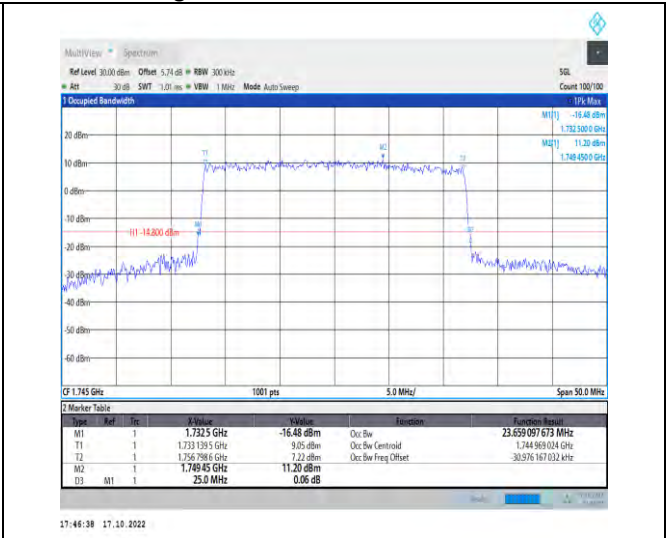 MultiView Spectrum
Ref Level 30.00 dBm Offset 5.74 dB RBW 300 kHz SGL
Att 30 dB SWT 1.01 ms VBW 1 MHz Mode Auto Sweep Count 100/100
1 Occupied Bandwidth 1Pk Max
M1[1] -16.48 dBm
1.732 500 0 GHz
M2[1] 11.20 dBm
1.749 450 0 GHz
20 dBm
M2
T1
T2
10 dBm
0 dBm
-10 dBm
H1 -14.800 dBm
-20 dBm
-30 dBm
-40 dBm
-50 dBm
-60 dBm
CF 1.745 GHz 1001 pts 5.0 MHz/ Span 50.0 MHz
2 Marker Table
Type Ref Trc X-Value Y-Value Function Function Result
M1 1 1.7325 GHz -16.48 dBm Occ Bw 23.659 097 673 MHz
T1 1 1.733 139 5 GHz 9.05 dBm Occ Bw Centroid 1.744 969 024 GHz
T2 1 1.756 798 6 GHz 7.22 dBm Occ Bw Freq Offset -30.976 167 032 kHz
M2 1 1.749 45 GHz 11.20 dBm
D3 M1 1 25.0 MHz 0.06 dB
17:46:38 17.10.2022